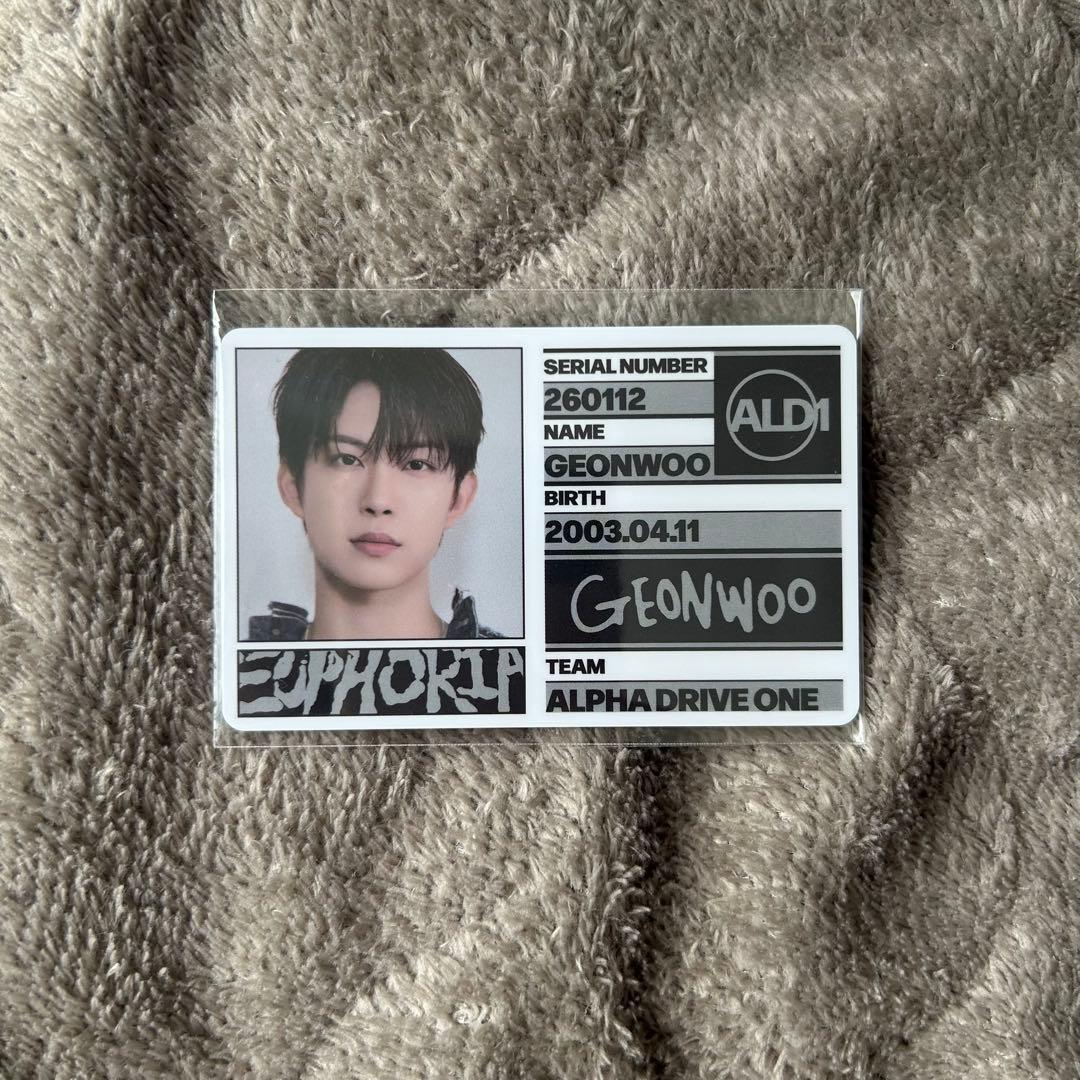 SERIAL NUMBER
260112
ALD1
NAME
GEONWOO
BIRTH
2003.04.11
GEONWOO
EUPHORIA
TEAM
ALPHA DRIVE ONE